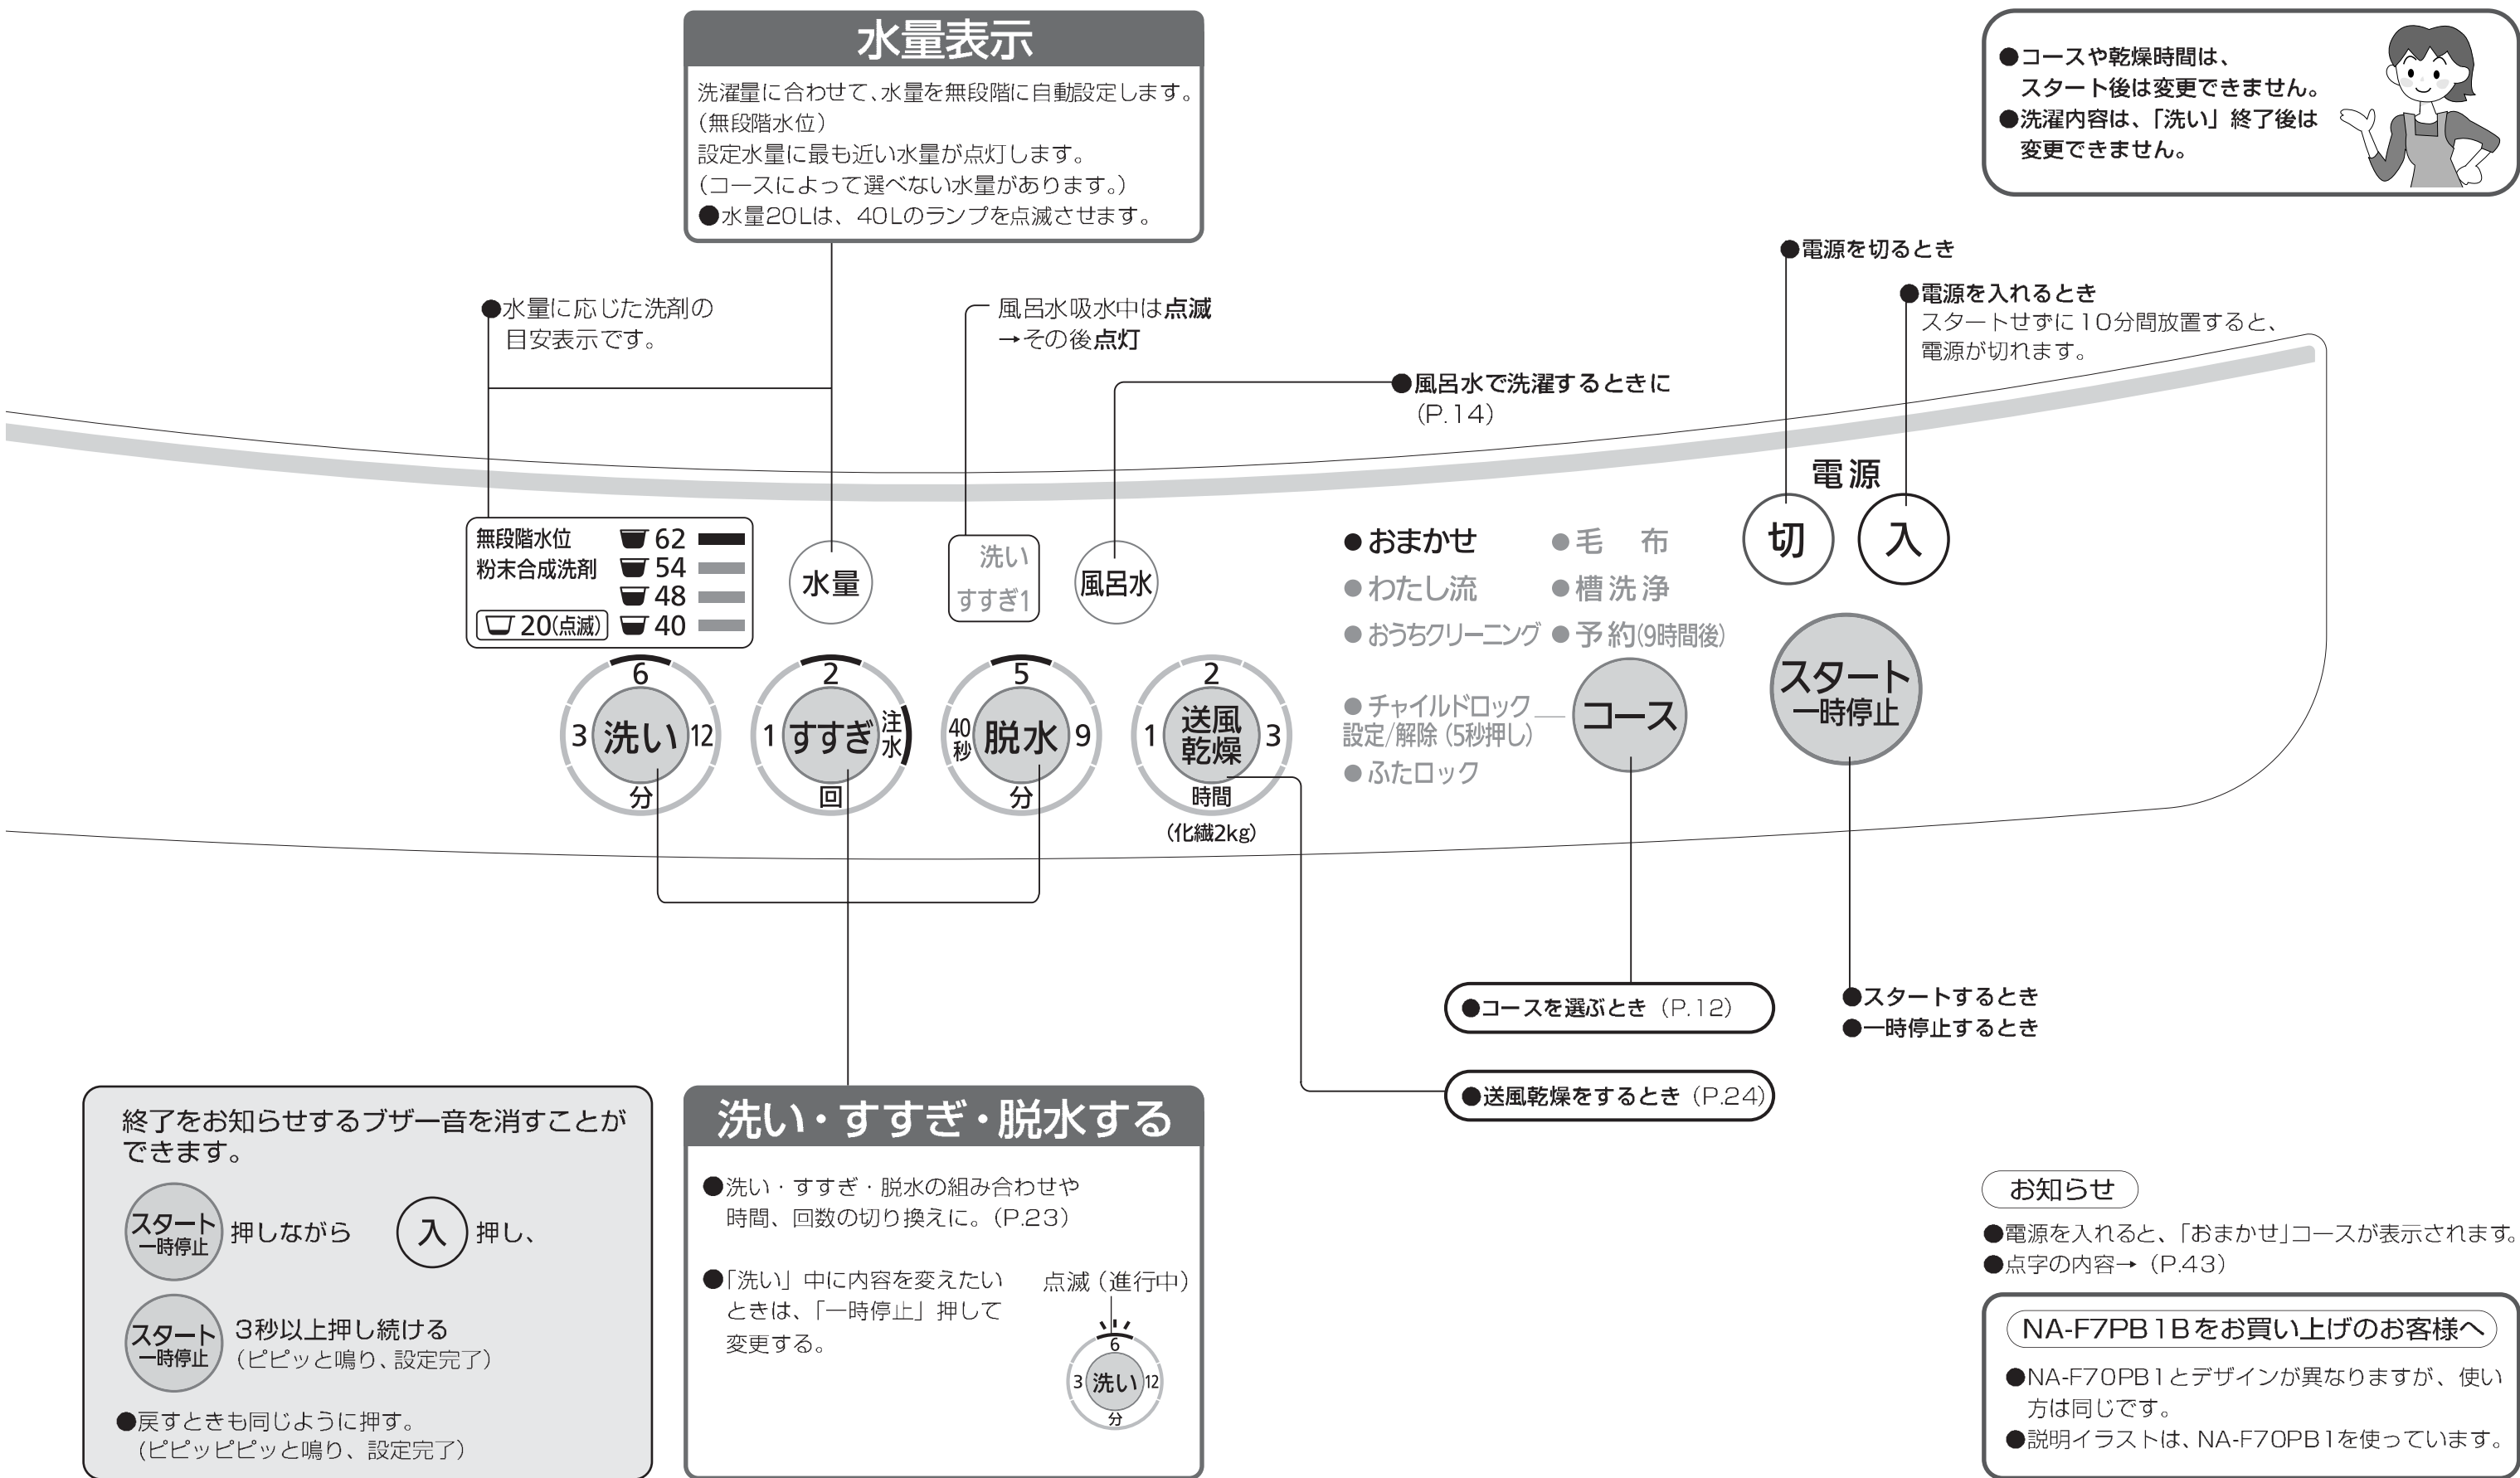 水量表示
洗濯量に合わせて、水量を無段階に自動設定します。
(無段階水位)
設定水量に最も近い水量が点灯します。
(コースによって選べない水量があります。)
●水量20Lは、40Lのランプを点滅させます。
●コースや乾燥時間は、
スタート後は変更できません。
●洗濯内容は、「洗い」終了後は
変更できません。
●電源を切るとき
●電源を入れるとき
スタートせずに10分間放置すると、
電源が切れます。
●水量に応じた洗剤の
目安表示です。
風呂水吸水中は点滅
→その後点灯
●風呂水で洗濯するときに
(P.14)
無段階水位 62
粉末合成洗剤 54
48
20(点滅) 40
水量
洗い
すすぎ1
風呂水
●おまかせ ●毛 布
●わたし流 ●槽洗浄
●おうちクリーニング ●予約(9時間後)
●チャイルドロック
設定/解除(5秒押し)
●ふたロック
コース
電源
切 入
スタート
一時停止
6
3 洗い 12
分
2
1 すすぎ 注水
回
5
40秒 脱水 9
分
2
1 送風乾燥 3
時間
(化繊2kg)
●コースを選ぶとき (P.12)
●スタートするとき
●一時停止するとき
●送風乾燥をするとき (P.24)
終了をお知らせするブザー音を消すことが
できます。
スタート
一時停止
押しながら 入 押し、
スタート
一時停止
3秒以上押し続ける
(ピピッと鳴り、設定完了)
●戻すときも同じように押す。
(ピピッピピッと鳴り、設定完了)
洗い・すすぎ・脱水する
●洗い・すすぎ・脱水の組み合わせや
時間、回数の切り換えに。(P.23)
●「洗い」中に内容を変えたい
ときは、「一時停止」押して
変更する。
点滅(進行中)
6
3 洗い 12
分
お知らせ
●電源を入れると、「おまかせ」コースが表示されます。
●点字の内容→ (P.43)
NA-F7PB1Bをお買い上げのお客様へ
●NA-F70PB1とデザインが異なりますが、使い
方は同じです。
●説明イラストは、NA-F70PB1を使っています。